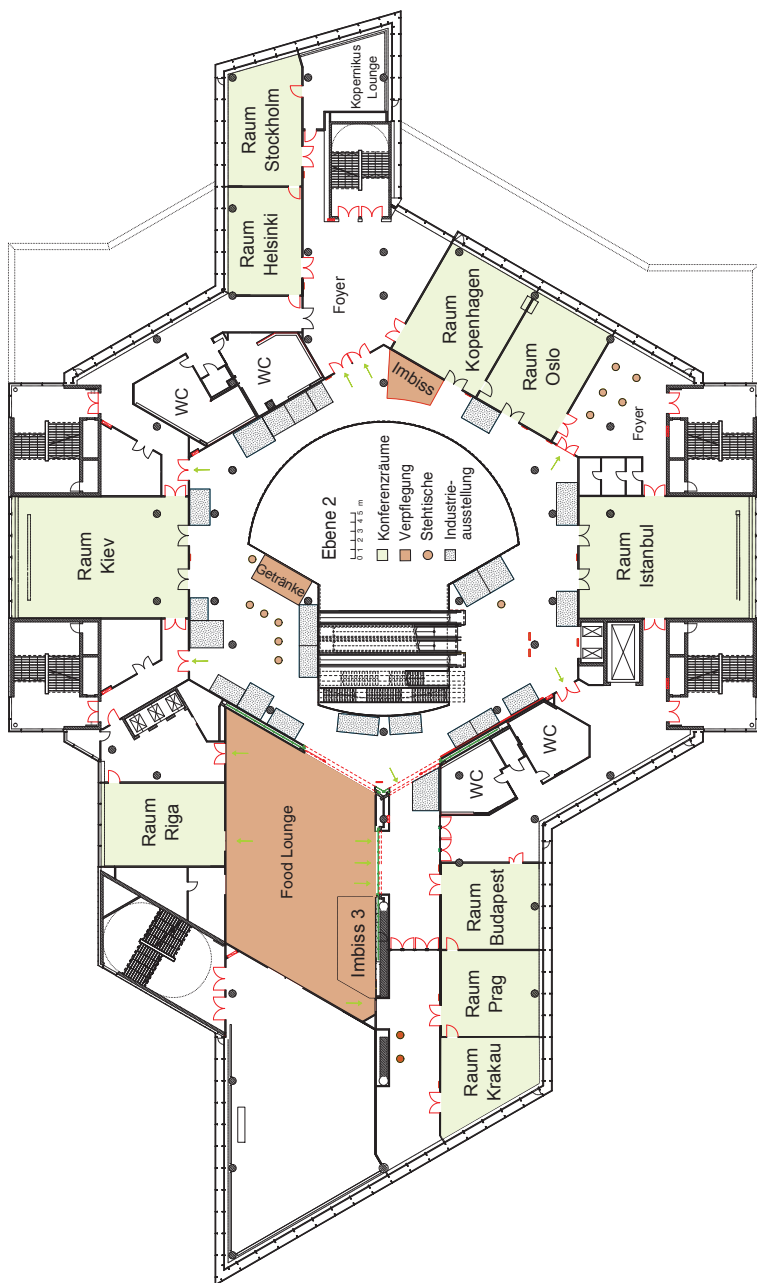 Kopernikus
Lounge
Raum
Stockholm
Raum
Helsinki
Foyer
Raum
Kopenhagen
Raum
Oslo
Imbiss
WC
WC
Foyer
Raum
Kiev
Ebene 2
0 1 2 3 4 5 m
Konferenzräume
Verpflegung
Stehtische
Industrie-
ausstellung
Getränke
Raum
Istanbul
Raum
Riga
Food Lounge
Imbiss 3
WC
WC
Raum
Budapest
Raum
Prag
Raum
Krakau